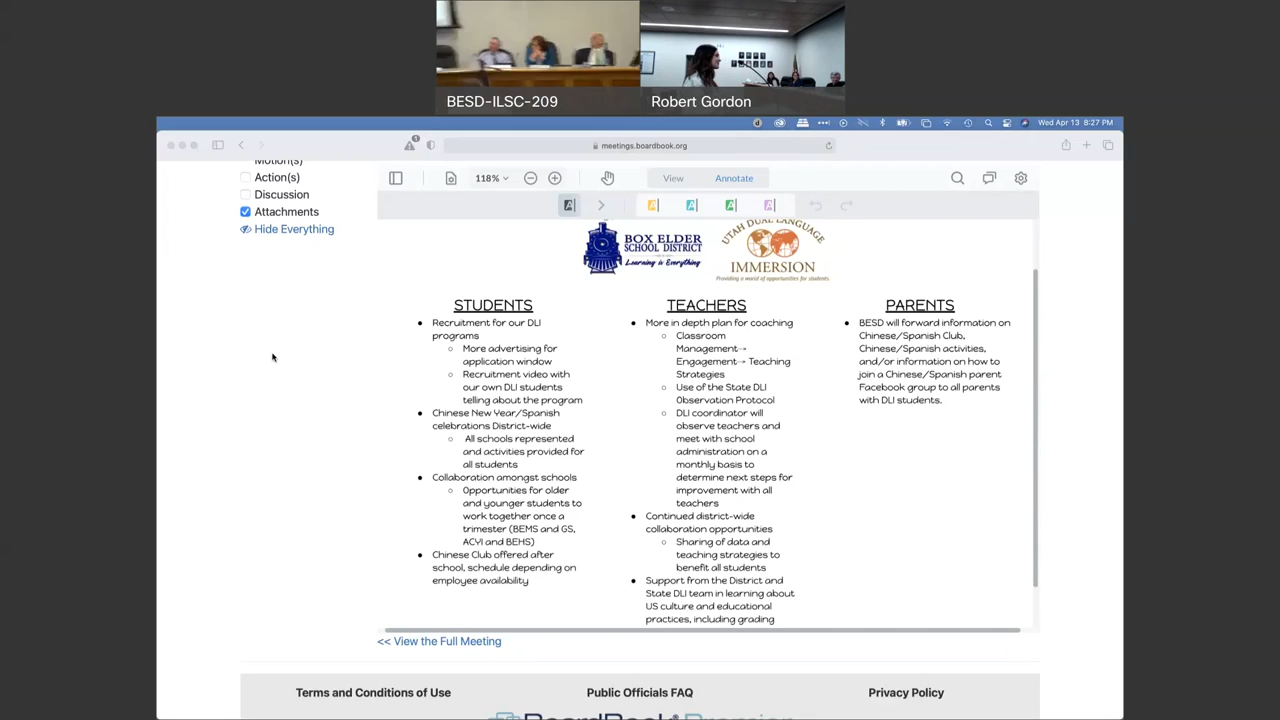 BESD-ILSC-209
Robert Gordon
Wed Apr 13 8:27 PM
meetings.boardbook.org
Motion(s)
Action(s)
Discussion
Attachments
Hide Everything
118%
View
Annotate
BOX ELDER
SCHOOL DISTRICT
Learning is Everything
UTAH DUAL LANGUAGE
IMMERSION
Providing a world of opportunities for students
STUDENTS
• Recruitment for our DLI
programs
○ More advertising for
application window
○ Recruitment video with
our own DLI students
telling about the program
• Chinese New Year/Spanish
celebrations District-wide
○ All schools represented
and activities provided for
all students
• Collaboration amongst schools
○ Opportunities for older
and younger students to
work together once a
trimester (BEMS and GS,
ACYI and BEHS)
• Chinese Club offered after
school, schedule depending on
employee availability
TEACHERS
• More in depth plan for coaching
○ Classroom
Management→
Engagement→ Teaching
Strategies
○ Use of the State DLI
Observation Protocol
○ DLI coordinator will
observe teachers and
meet with school
administration on a
monthly basis to
determine next steps for
improvement with all
teachers
• Continued district-wide
collaboration opportunities
○ Sharing of data and
teaching strategies to
benefit all students
• Support from the District and
State DLI team in learning about
US culture and educational
practices, including grading
PARENTS
• BESD will forward information on
Chinese/Spanish Club,
Chinese/Spanish activities,
and/or information on how to
join a Chinese/Spanish parent
Facebook group to all parents
with DLI students.
<< View the Full Meeting
Terms and Conditions of Use
Public Officials FAQ
Privacy Policy
BoardBook Premier